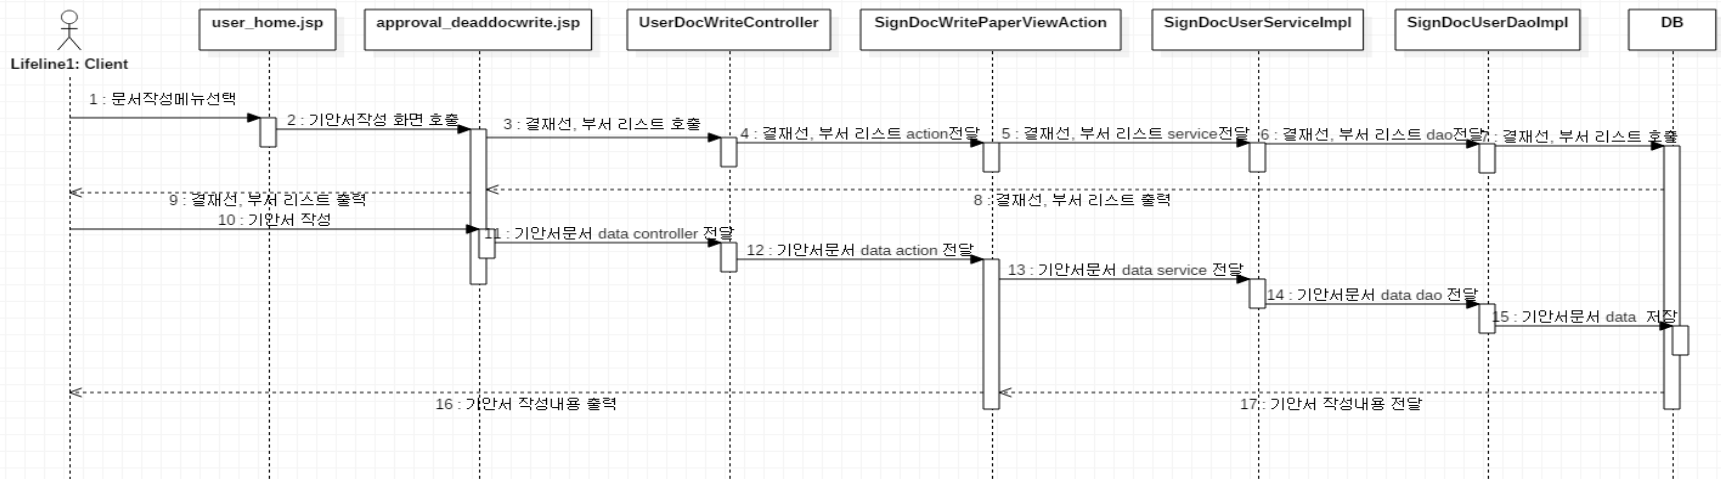 user_home.jsp
approval_deaddocwrite.jsp
UserDocWriteController
SignDocWritePaperViewAction
SignDocUserServiceImpl
SignDocUserDaoImpl
DB
Lifeline1: Client
1 : 문서작성메뉴선택
2 : 기안서작성 화면 호출
3 : 결재선, 부서 리스트 호출
4 : 결재선, 부서 리스트 action전달
5 : 결재선, 부서 리스트 service전달
6 : 결재선, 부서 리스트 dao전달
7 : 결재선, 부서 리스트 호출
8 : 결재선, 부서 리스트 출력
9 : 결재선, 부서 리스트 출력
10 : 기안서 작성
11 : 기안서문서 data controller 전달
12 : 기안서문서 data action 전달
13 : 기안서문서 data service 전달
14 : 기안서문서 data dao 전달
15 : 기안서문서 data  저장
16 : 기안서 작성내용 출력
17 : 기안서 작성내용 전달